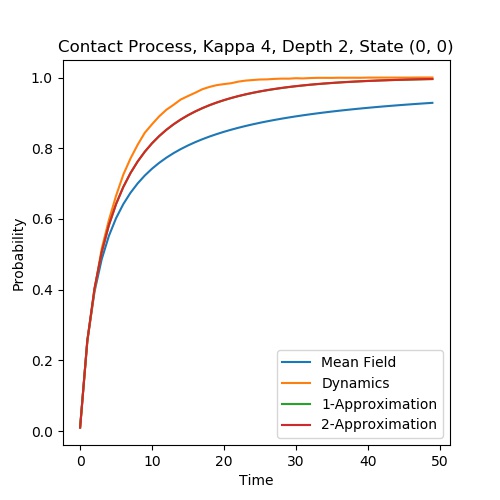 Contact Process, Kappa 4, Depth 2, State (0, 0)
1.0
0.8
0.6
0.4
0.2
0.0
Probability
0 10 20 30 40 50
Time
Mean Field
Dynamics
1-Approximation
2-Approximation